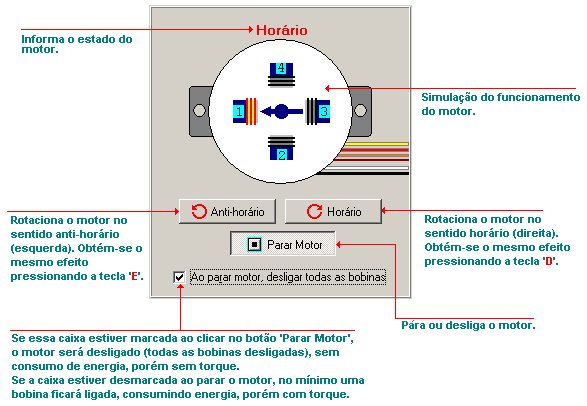 Informa o estado do
motor.
Horário
4
1
3
2
Simulação do funcionamento
do motor.
Anti-horário
Horário
Rotaciona o motor no
sentido anti-horário
(esquerda). Obtém-se o
mesmo efeito
pressionando a tecla 'E'.
Rotaciona o motor no
sentido horário (direita).
Obtém-se o mesmo efeito
pressionando a tecla 'D'.
Parar Motor
Ao parar motor, desligar todas as bobinas
Pára ou desliga o motor.
Se essa caixa estiver marcada ao clicar no botão 'Parar Motor',
o motor será desligado (todas as bobinas desligadas), sem
consumo de energia, porém sem torque.
Se a caixa estiver desmarcada ao parar o motor, no mínimo uma
bobina ficará ligada, consumindo energia, porém com torque.